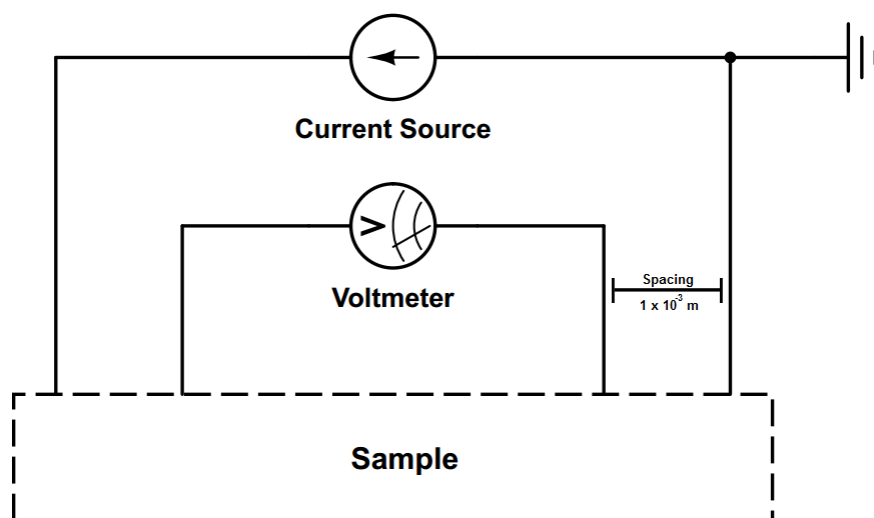 Current Source
V
Voltmeter
Spacing
1 x 10⁻³ m
Sample